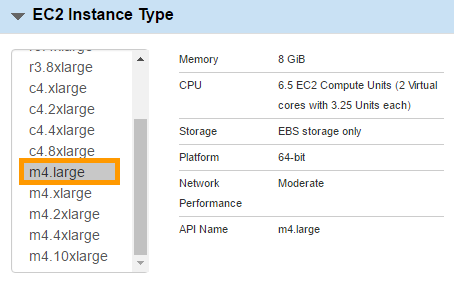 EC2 Instance Type
r3.4xlarge
r3.8xlarge
c4.xlarge
c4.2xlarge
c4.4xlarge
c4.8xlarge
m4.large
m4.xlarge
m4.2xlarge
m4.4xlarge
m4.10xlarge
Memory 8 GiB
CPU 6.5 EC2 Compute Units (2 Virtual
cores with 3.25 Units each)
Storage EBS storage only
Platform 64-bit
Network Moderate
Performance
API Name m4.large